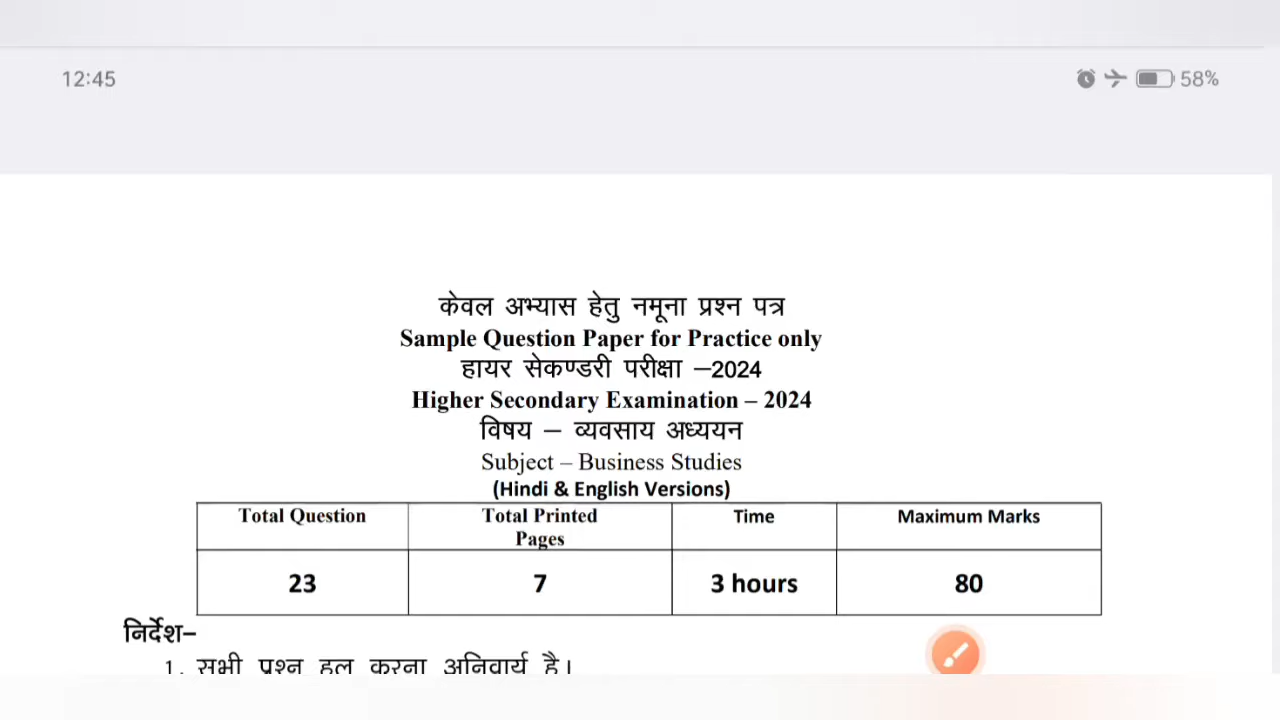 12:45
58%
केवल अभ्यास हेतु नमूना प्रश्न पत्र
Sample Question Paper for Practice only
हायर सेकण्डरी परीक्षा –2024
Higher Secondary Examination – 2024
विषय – व्यवसाय अध्ययन
Subject – Business Studies
(Hindi & English Versions)
Total Question Total Printed Pages Time Maximum Marks
23 7 3 hours 80
निर्देश–
1. सभी प्रश्न हल करना अनिवार्य है।